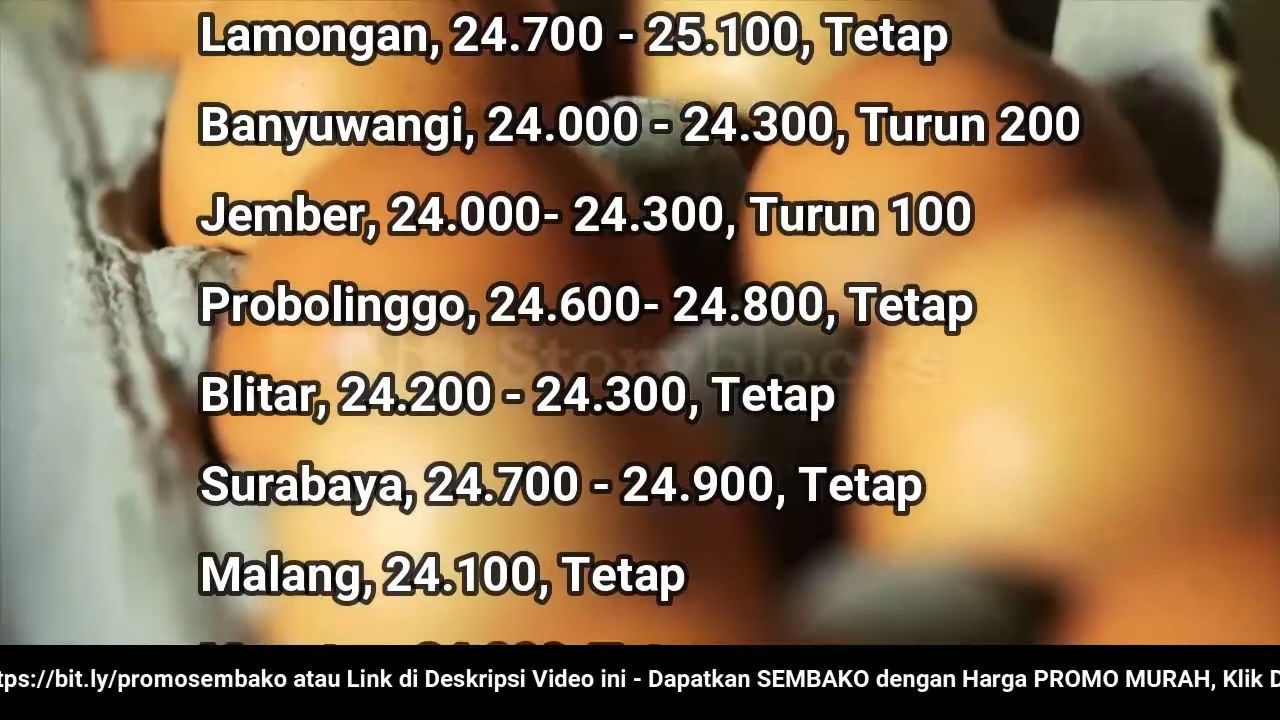 Lamongan, 24.700 - 25.100, Tetap
Banyuwangi, 24.000 - 24.300, Turun 200
Jember, 24.000- 24.300, Turun 100
Probolinggo, 24.600- 24.800, Tetap
Storyblocks
Blitar, 24.200 - 24.300, Tetap
Surabaya, 24.700 - 24.900, Tetap
Malang, 24.100, Tetap
tps://bit.ly/promosembako atau Link di Deskripsi Video ini - Dapatkan SEMBAKO dengan Harga PROMO MURAH, Klik D